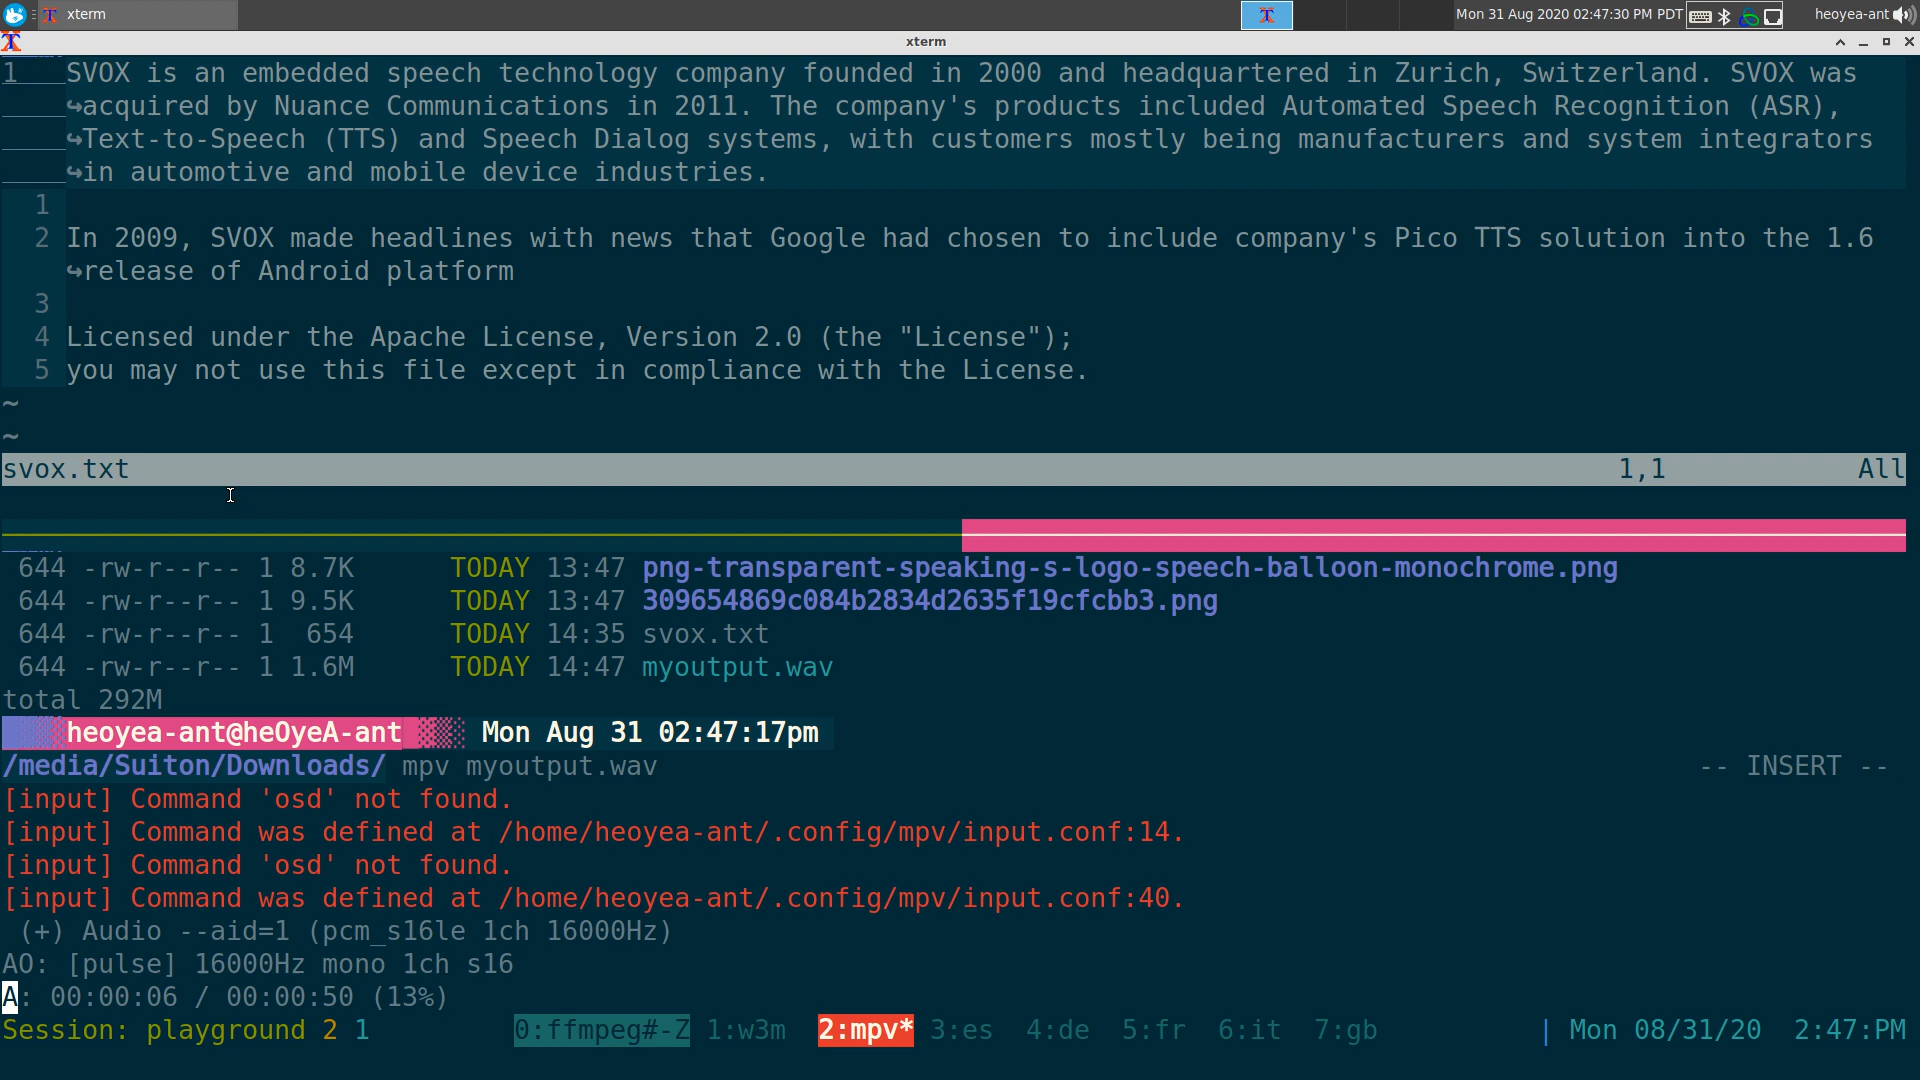 xterm
Mon 31 Aug 2020 02:47:30 PM PDT
heoyea-ant
xterm
1 SVOX is an embedded speech technology company founded in 2000 and headquartered in Zurich, Switzerland. SVOX was
↪acquired by Nuance Communications in 2011. The company's products included Automated Speech Recognition (ASR),
↪Text-to-Speech (TTS) and Speech Dialog systems, with customers mostly being manufacturers and system integrators
↪in automotive and mobile device industries.
1
2 In 2009, SVOX made headlines with news that Google had chosen to include company's Pico TTS solution into the 1.6
↪release of Android platform
3
4 Licensed under the Apache License, Version 2.0 (the "License");
5 you may not use this file except in compliance with the License.
~
~
svox.txt 1,1 All
644 -rw-r--r-- 1 8.7K TODAY 13:47 png-transparent-speaking-s-logo-speech-balloon-monochrome.png
644 -rw-r--r-- 1 9.5K TODAY 13:47 309654869c084b2834d2635f19cfcbb3.png
644 -rw-r--r-- 1 654 TODAY 14:35 svox.txt
644 -rw-r--r-- 1 1.6M TODAY 14:47 myoutput.wav
total 292M
heoyea-ant@heOyeA-ant Mon Aug 31 02:47:17pm
/media/Suiton/Downloads/ mpv myoutput.wav -- INSERT --
[input] Command 'osd' not found.
[input] Command was defined at /home/heoyea-ant/.config/mpv/input.conf:14.
[input] Command 'osd' not found.
[input] Command was defined at /home/heoyea-ant/.config/mpv/input.conf:40.
(+) Audio --aid=1 (pcm_s16le 1ch 16000Hz)
AO: [pulse] 16000Hz mono 1ch s16
A: 00:00:06 / 00:00:50 (13%)
Session: playground 2 1 0:ffmpeg#-Z 1:w3m 2:mpv* 3:es 4:de 5:fr 6:it 7:gb | Mon 08/31/20 2:47:PM